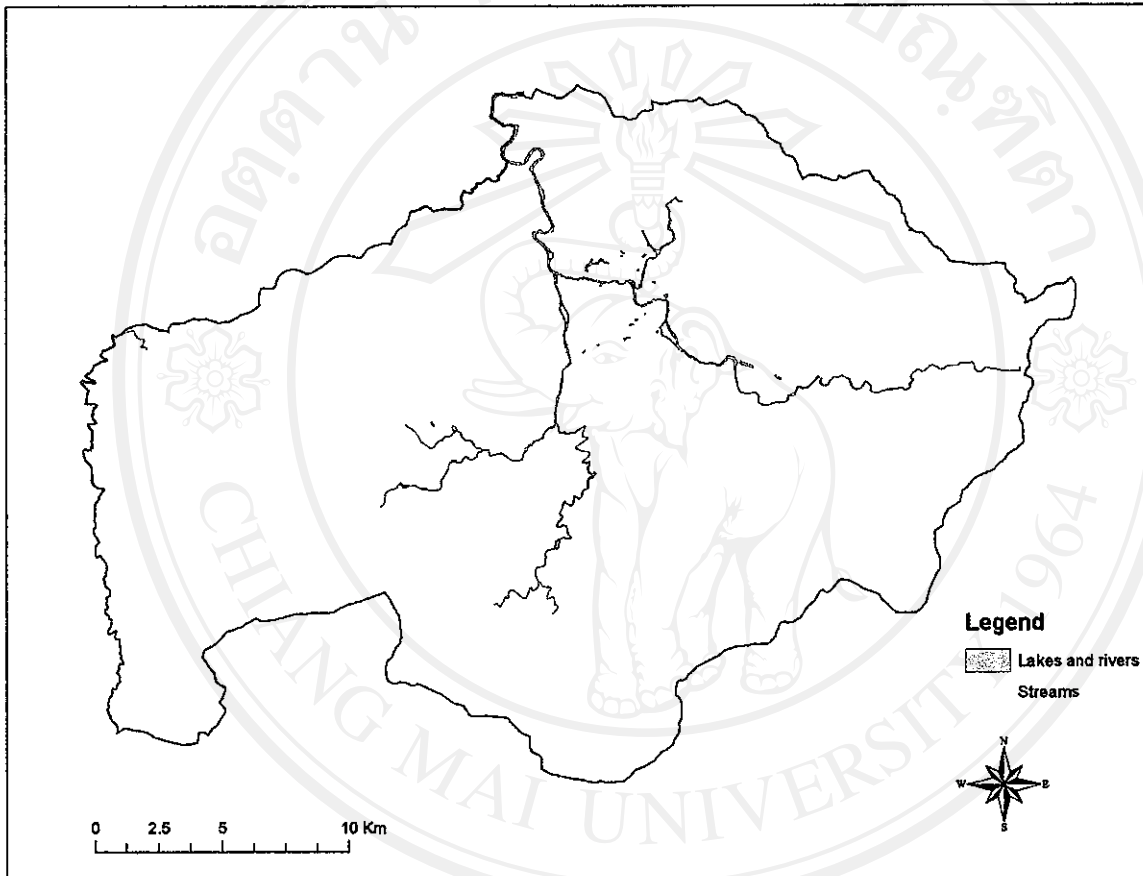 Legend
Lakes and rivers
Streams
N
W E
S
0 2.5 5 10 Km
CHIANG MAI UNIVERSITY 1964